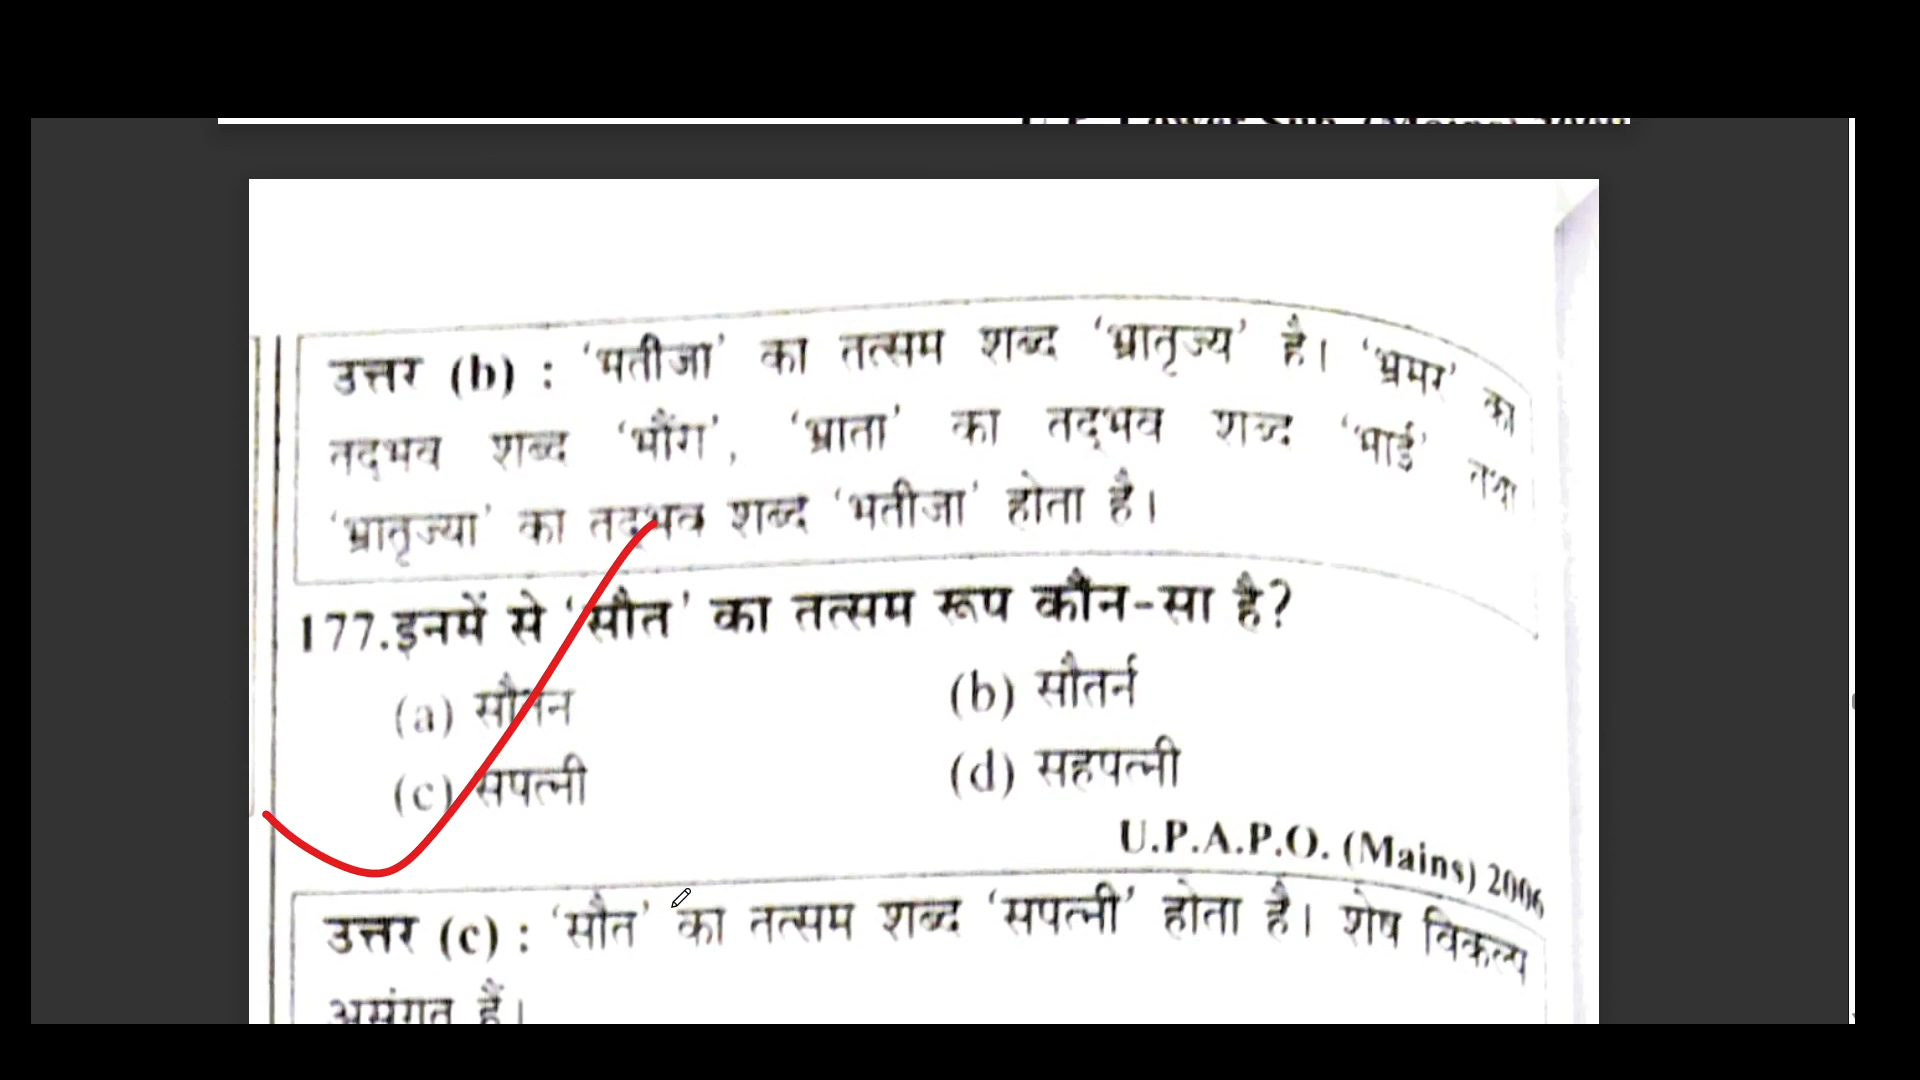 उत्तर (b) : ‘भतीजा’ का तत्सम शब्द ‘भ्रातृज्य’ है। ‘भ्रमर’ का
तद्भव शब्द ‘भौंरा’, ‘भ्राता’ का तद्भव शब्द ‘भाई’ तथा
‘भ्रातृज्या’ का तद्भव शब्द ‘भतीजा’ होता है।
177.इनमें से ‘सौत’ का तत्सम रूप कौन-सा है?
(a) सौतन (b) सौतर्न
(c) सपत्नी (d) सहपत्नी
U.P.A.P.O. (Mains) 2006
उत्तर (c) : ‘सौत’ का तत्सम शब्द ‘सपत्नी’ होता है। शेष विकल्प
असंगत हैं।